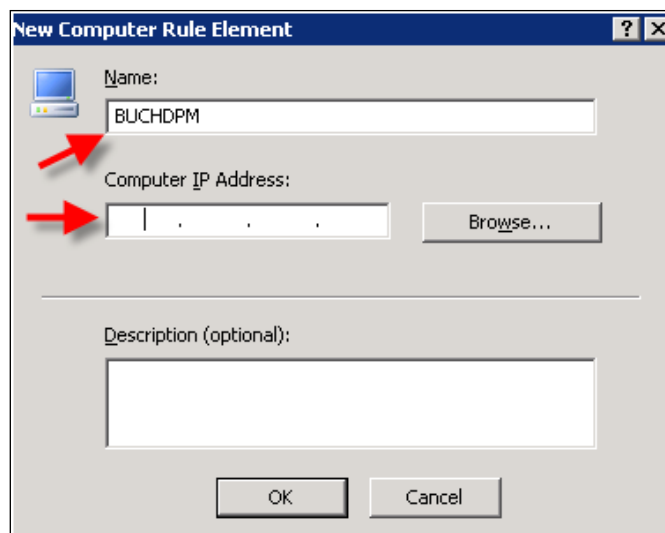 New Computer Rule Element
Name:
BUCHDPM
Computer IP Address:
. . .
Browse...
Description (optional):
OK Cancel